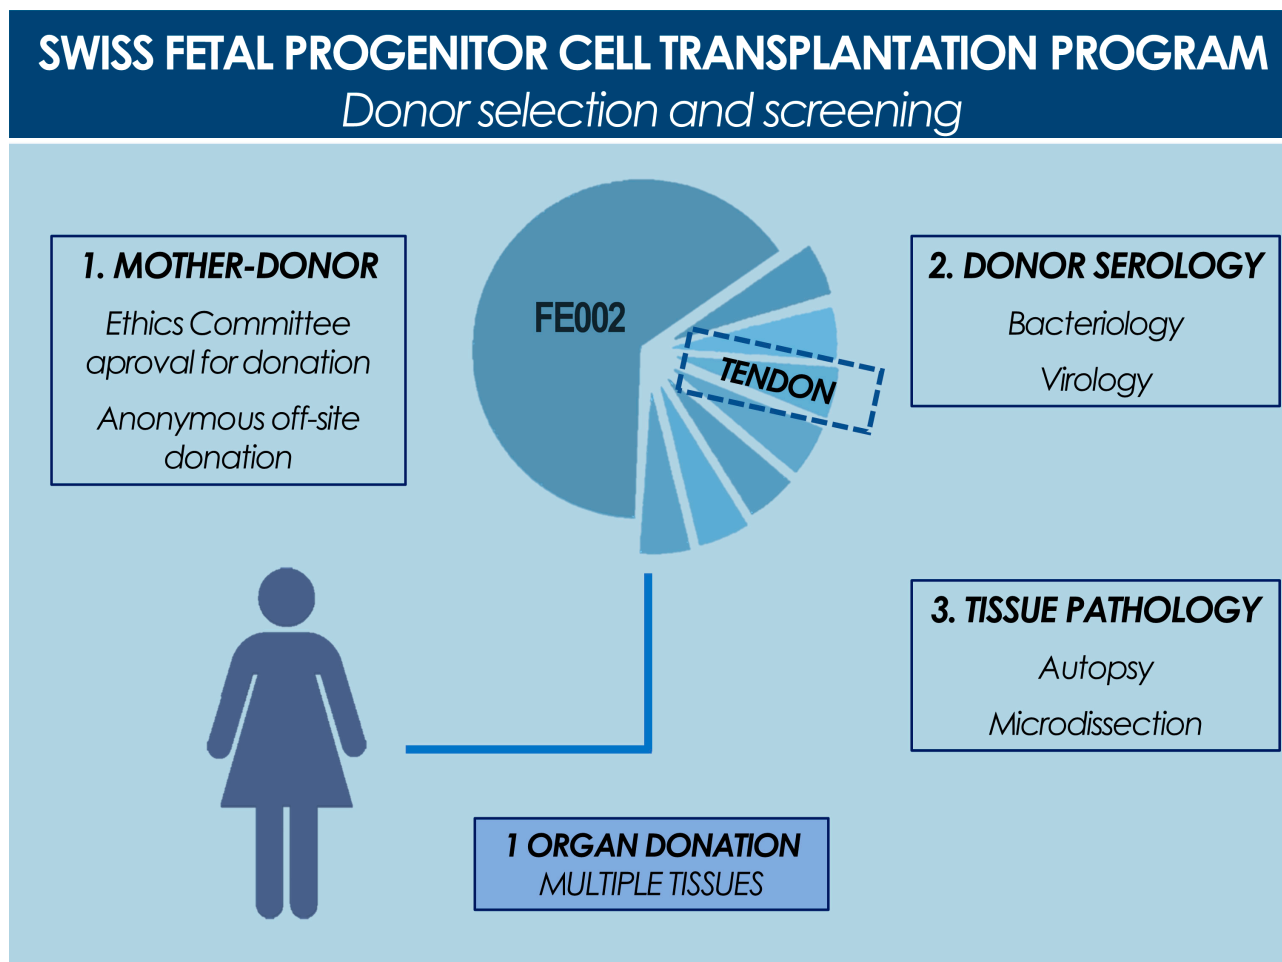 SWISS FETAL PROGENITOR CELL TRANSPLANTATION PROGRAM
Donor selection and screening
1. MOTHER-DONOR
Ethics Committee
aproval for donation
Anonymous off-site
donation
FE002
TENDON
2. DONOR SEROLOGY
Bacteriology
Virology
3. TISSUE PATHOLOGY
Autopsy
Microdissection
1 ORGAN DONATION
MULTIPLE TISSUES